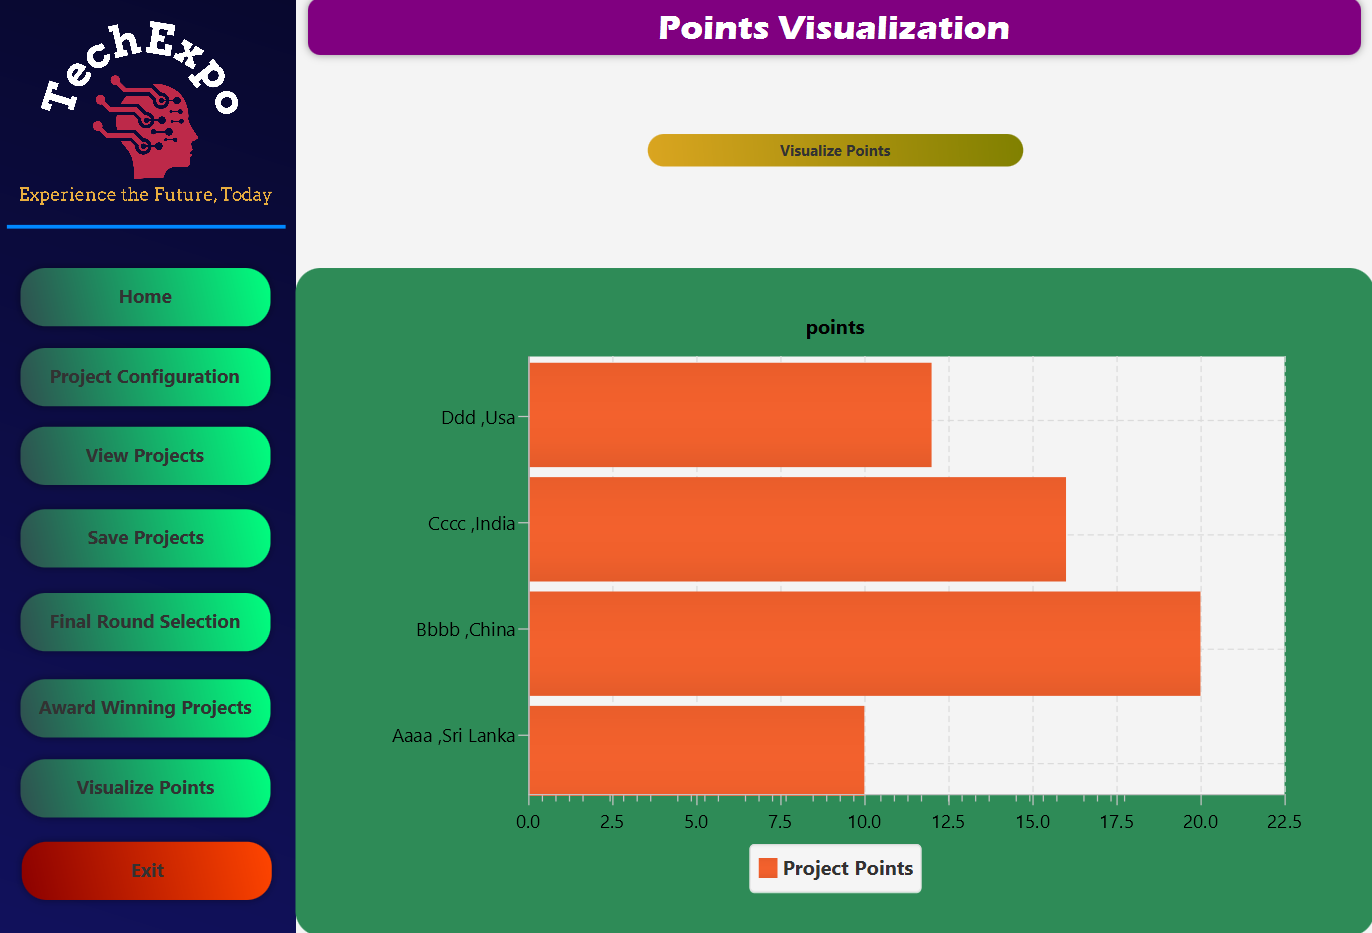 TechExpo
Experience the Future, Today
Home
Project Configuration
View Projects
Save Projects
Final Round Selection
Award Winning Projects
Visualize Points
Exit
Points Visualization
Visualize Points
points
Ddd ,Usa
Cccc ,India
Bbbb ,China
Aaaa ,Sri Lanka
0.0 2.5 5.0 7.5 10.0 12.5 15.0 17.5 20.0 22.5
Project Points